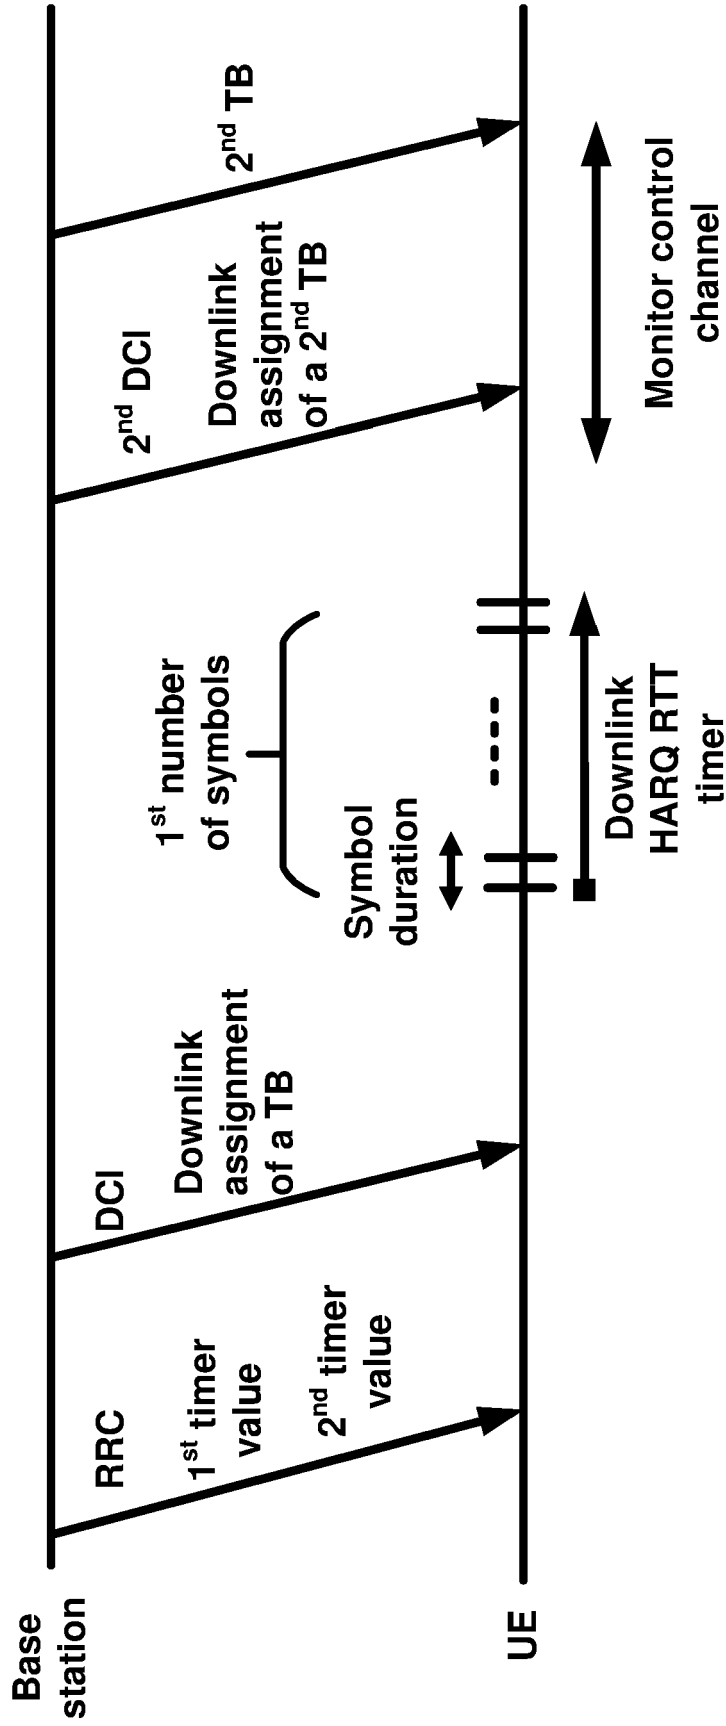 Base
station
RRC
1st timer
value
2nd timer
value
DCI
Downlink
assignment
of a TB
1st number
of symbols
Symbol
duration
2nd DCI
Downlink
assignment
of a 2nd TB
2nd TB
UE
Downlink
HARQ RTT
timer
Monitor control
channel